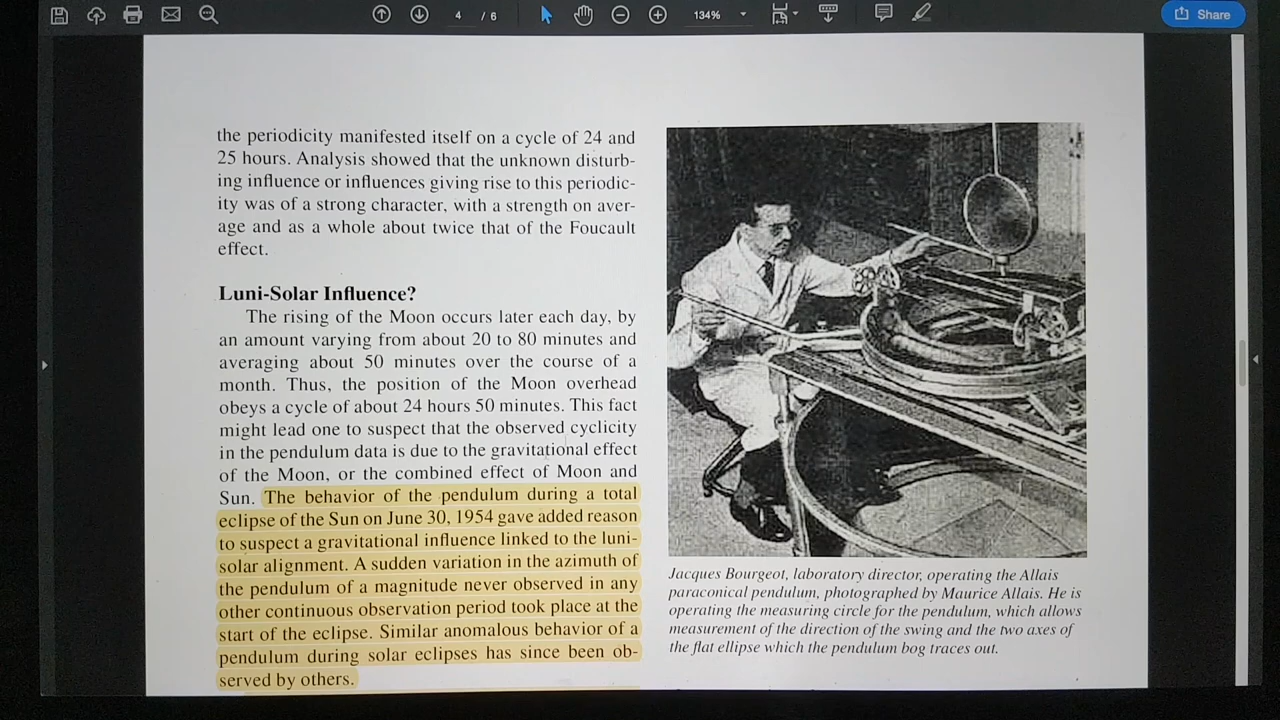 4 / 6
134%
Share
the periodicity manifested itself on a cycle of 24 and
25 hours. Analysis showed that the unknown disturb-
ing influence or influences giving rise to this periodic-
ity was of a strong character, with a strength on aver-
age and as a whole about twice that of the Foucault
effect.
Luni-Solar Influence?
The rising of the Moon occurs later each day, by
an amount varying from about 20 to 80 minutes and
averaging about 50 minutes over the course of a
month. Thus, the position of the Moon overhead
obeys a cycle of about 24 hours 50 minutes. This fact
might lead one to suspect that the observed cyclicity
in the pendulum data is due to the gravitational effect
of the Moon, or the combined effect of Moon and
Sun. The behavior of the pendulum during a total
eclipse of the Sun on June 30, 1954 gave added reason
to suspect a gravitational influence linked to the luni-
solar alignment. A sudden variation in the azimuth of
the pendulum of a magnitude never observed in any
other continuous observation period took place at the
start of the eclipse. Similar anomalous behavior of a
pendulum during solar eclipses has since been ob-
served by others.
Jacques Bourgeot, laboratory director, operating the Allais
paraconical pendulum, photographed by Maurice Allais. He is
operating the measuring circle for the pendulum, which allows
measurement of the direction of the swing and the two axes of
the flat ellipse which the pendulum bog traces out.